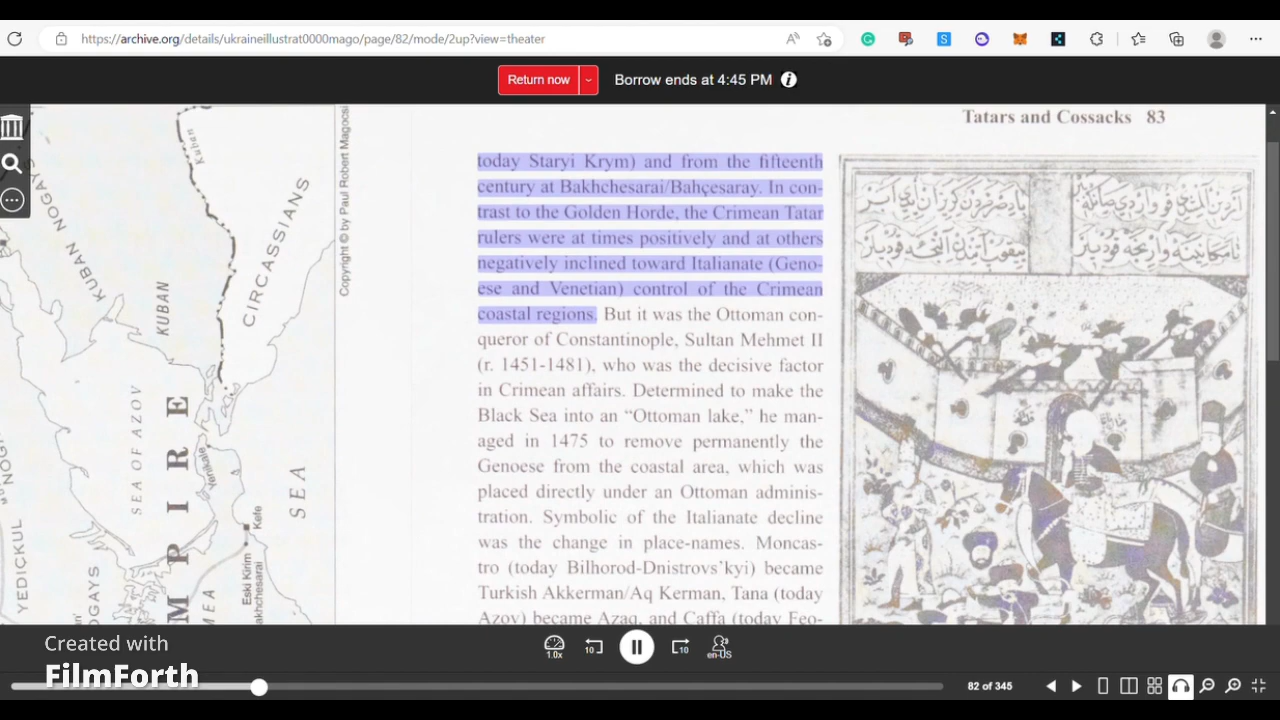 https://archive.org/details/ukraineillustrat0000mago/page/82/mode/2up?view=theater
Return now
Borrow ends at 4:45 PM
Tatars and Cossacks 83
today Staryi Krym) and from the fifteenth
century at Bakhchesarai/Bahçesaray. In con-
trast to the Golden Horde, the Crimean Tatar
rulers were at times positively and at others
negatively inclined toward Italianate (Geno-
ese and Venetian) control of the Crimean
coastal regions. But it was the Ottoman con-
queror of Constantinople, Sultan Mehmet II
(r. 1451-1481), who was the decisive factor
in Crimean affairs. Determined to make the
Black Sea into an “Ottoman lake,” he man-
aged in 1475 to remove permanently the
Genoese from the coastal area, which was
placed directly under an Ottoman adminis-
tration. Symbolic of the Italianate decline
was the change in place-names. Moncas-
tro (today Bilhorod-Dnistrovs’kyi) became
Turkish Akkerman/Aq Kerman, Tana (today
Azov) became Azaq, and Caffa (today Feo-
Copyright © by Paul Robert Magocsi
KUBAN NOGAYS
Kuban
CIRCASSIANS
KUBAN
SEA OF AZOV
M P I R E
SEA
YEDICKUL
Kefe
Eski Kirim
Created with
FilmForth
1.0x
10
10
en-US
82 of 345